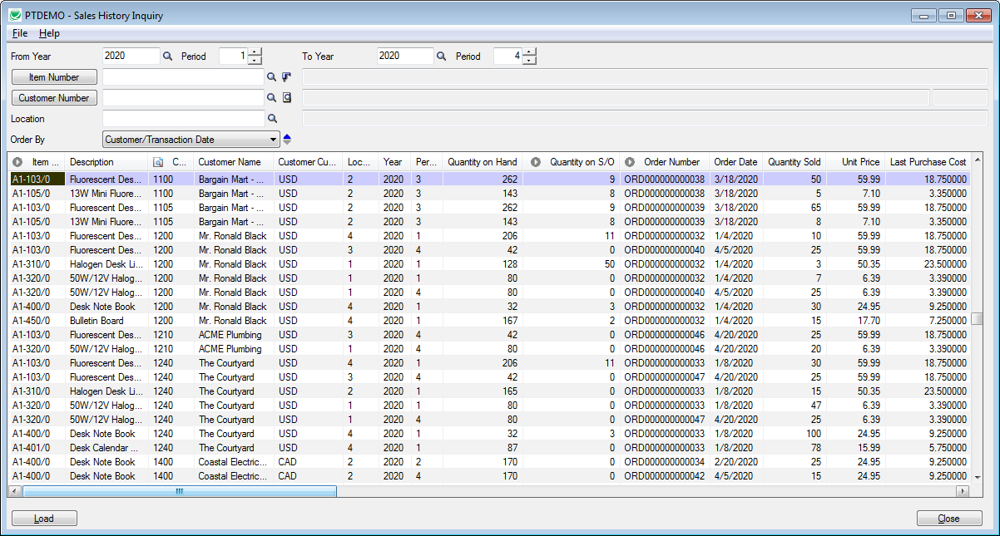 PTDEMO - Sales History Inquiry
File Help
From Year 2020 Period 1 To Year 2020 Period 4
Item Number
Customer Number
Location
Order By Customer/Transaction Date
Item ... Description C... Customer Name Customer Cu... Loc... Year Per... Quantity on Hand Quantity on S/O Order Number Order Date Quantity Sold Unit Price Last Purchase Cost
A1-103/0 Fluorescent Des... 1100 Bargain Mart - ... USD 2 2020 3 262 9 ORD000000000038 3/18/2020 50 59.99 18.750000
A1-105/0 13W Mini Fluore... 1100 Bargain Mart - ... USD 2 2020 3 143 8 ORD000000000038 3/18/2020 5 7.10 3.350000
A1-103/0 Fluorescent Des... 1105 Bargain Mart - ... USD 2 2020 3 262 9 ORD000000000039 3/18/2020 65 59.99 18.750000
A1-105/0 13W Mini Fluore... 1105 Bargain Mart - ... USD 2 2020 3 143 8 ORD000000000039 3/18/2020 8 7.10 3.350000
A1-103/0 Fluorescent Des... 1200 Mr. Ronald Black USD 4 2020 1 206 11 ORD000000000032 1/4/2020 10 59.99 18.750000
A1-103/0 Fluorescent Des... 1200 Mr. Ronald Black USD 3 2020 4 42 0 ORD000000000040 4/5/2020 25 59.99 18.750000
A1-310/0 Halogen Desk Li... 1200 Mr. Ronald Black USD 1 2020 1 128 50 ORD000000000032 1/4/2020 3 50.35 23.500000
A1-320/0 50W/12V Halog... 1200 Mr. Ronald Black USD 1 2020 1 80 0 ORD000000000032 1/4/2020 7 6.39 3.390000
A1-320/0 50W/12V Halog... 1200 Mr. Ronald Black USD 1 2020 4 80 0 ORD000000000040 4/5/2020 25 6.39 3.390000
A1-400/0 Desk Note Book 1200 Mr. Ronald Black USD 4 2020 1 32 3 ORD000000000032 1/4/2020 30 24.95 9.250000
A1-450/0 Bulletin Board 1200 Mr. Ronald Black USD 4 2020 1 167 2 ORD000000000032 1/4/2020 15 17.70 7.250000
A1-103/0 Fluorescent Des... 1210 ACME Plumbing USD 3 2020 4 42 0 ORD000000000046 4/20/2020 25 59.99 18.750000
A1-320/0 50W/12V Halog... 1210 ACME Plumbing USD 1 2020 4 80 0 ORD000000000046 4/20/2020 20 6.39 3.390000
A1-103/0 Fluorescent Des... 1240 The Courtyard USD 4 2020 1 206 11 ORD000000000033 1/8/2020 30 59.99 18.750000
A1-103/0 Fluorescent Des... 1240 The Courtyard USD 3 2020 4 42 0 ORD000000000047 4/20/2020 25 59.99 18.750000
A1-310/0 Halogen Desk Li... 1240 The Courtyard USD 2 2020 1 165 0 ORD000000000033 1/8/2020 15 50.35 23.500000
A1-320/0 50W/12V Halog... 1240 The Courtyard USD 1 2020 1 80 0 ORD000000000033 1/8/2020 47 6.39 3.390000
A1-320/0 50W/12V Halog... 1240 The Courtyard USD 1 2020 4 80 0 ORD000000000047 4/20/2020 25 6.39 3.390000
A1-400/0 Desk Note Book 1240 The Courtyard USD 4 2020 1 32 3 ORD000000000033 1/8/2020 100 24.95 9.250000
A1-401/0 Desk Calendar ... 1240 The Courtyard USD 4 2020 1 87 0 ORD000000000033 1/8/2020 78 15.99 5.750000
A1-400/0 Desk Note Book 1400 Coastal Electric... CAD 2 2020 2 170 0 ORD000000000034 2/20/2020 25 24.95 9.250000
A1-400/0 Desk Note Book 1400 Coastal Electric... CAD 2 2020 4 170 0 ORD000000000042 4/5/2020 15 24.95 9.250000
Load Close